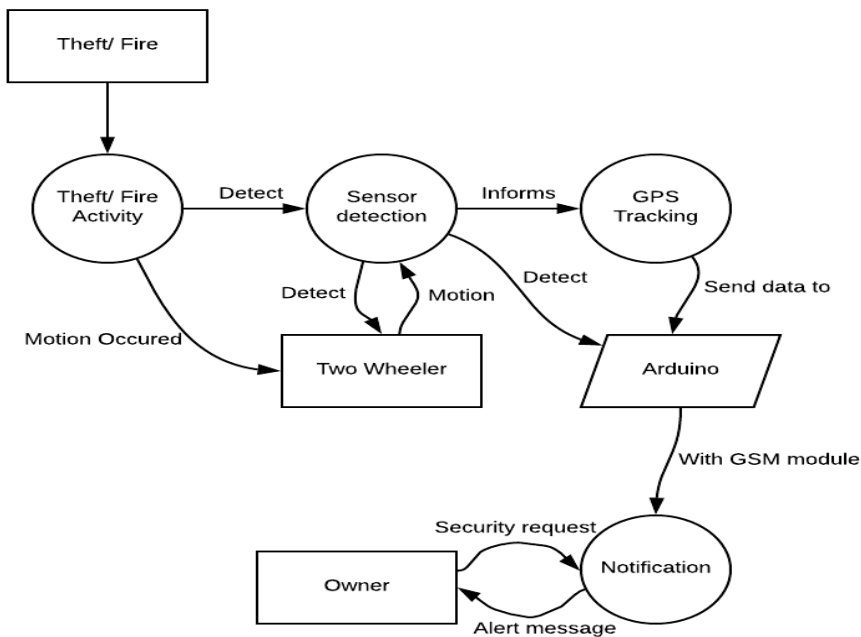 Theft/ Fire
Theft/ Fire
Activity
Detect
Sensor
detection
Informs
GPS
Tracking
Detect
Motion
Detect
Send data to
Motion Occured
Two Wheeler
Arduino
With GSM module
Security request
Owner
Notification
Alert message